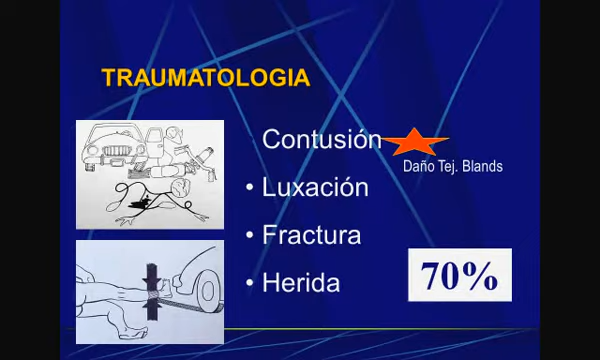 TRAUMATOLOGIA
Contusión
Daño Tej. Blands
• Luxación
• Fractura
• Herida
70%